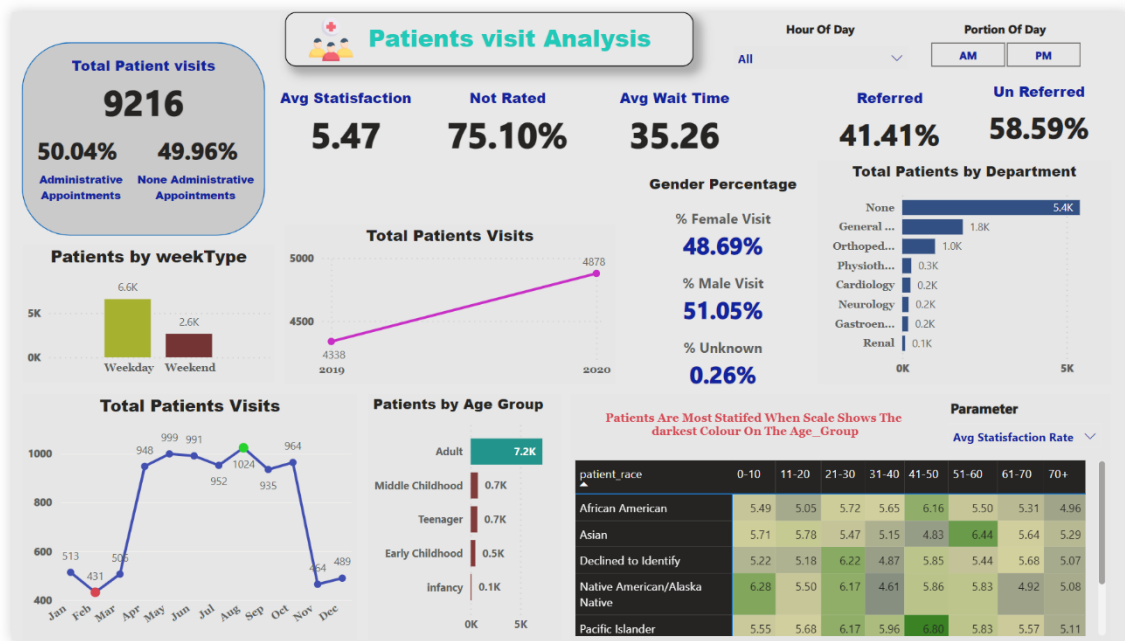 Patients visit Analysis
Hour Of Day
All
Portion Of Day
AM
PM
Total Patient visits
9216
50.04%
49.96%
Administrative
Appointments
None Administrative
Appointments
Avg Statisfaction
5.47
Not Rated
75.10%
Avg Wait Time
35.26
Referred
41.41%
Un Referred
58.59%
Patients by weekType
5K
0K
6.6K
2.6K
Weekday
Weekend
Total Patients Visits
5000
4500
4338
4878
2019
2020
Gender Percentage
% Female Visit
48.69%
% Male Visit
51.05%
% Unknown
0.26%
Total Patients by Department
None 5.4K
General ... 1.8K
Orthoped... 1.0K
Physioth... 0.3K
Cardiology 0.2K
Neurology 0.2K
Gastroen... 0.2K
Renal 0.1K
0K 5K
Total Patients Visits
1000
800
600
400
513
431
506
948
999
991
952
1024
935
964
464
489
Jan Feb Mar Apr May Jun Jul Aug Sep Oct Nov Dec
Patients by Age Group
Adult 7.2K
Middle Childhood 0.7K
Teenager 0.7K
Early Childhood 0.5K
infancy 0.1K
0K 5K
Patients Are Most Statifed When Scale Shows The
darkest Colour On The Age_Group
Parameter
Avg Satisfaction Rate
patient_race 0-10 11-20 21-30 31-40 41-50 51-60 61-70 70+
African American 5.49 5.05 5.72 5.65 6.16 5.50 5.31 4.96
Asian 5.71 5.78 5.47 5.15 4.83 6.44 5.64 5.29
Declined to Identify 5.22 5.18 6.22 4.87 5.85 5.44 5.68 5.07
Native American/Alaska
Native 6.28 5.50 6.17 4.61 5.86 5.83 4.92 5.08
Pacific Islander 5.55 5.68 6.17 5.96 6.80 5.83 5.57 5.11